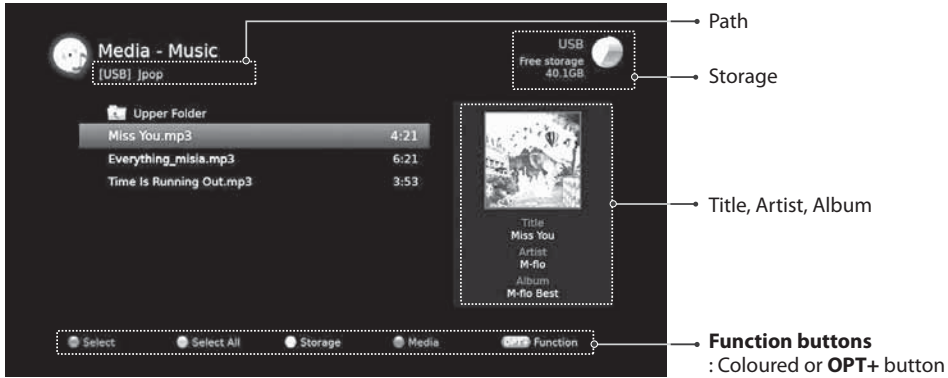 Media - Music
[USB] Jpop
USB
Free storage
40.1GB
Path
Storage
Upper Folder
Miss You.mp3 4:21
Everything_misia.mp3 6:21
Time Is Running Out.mp3 3:53
Title
Miss You
Artist
M-flo
Album
M-flo Best
Title, Artist, Album
Select Select All Storage Media OPT+ Function
Function buttons
: Coloured or OPT+ button